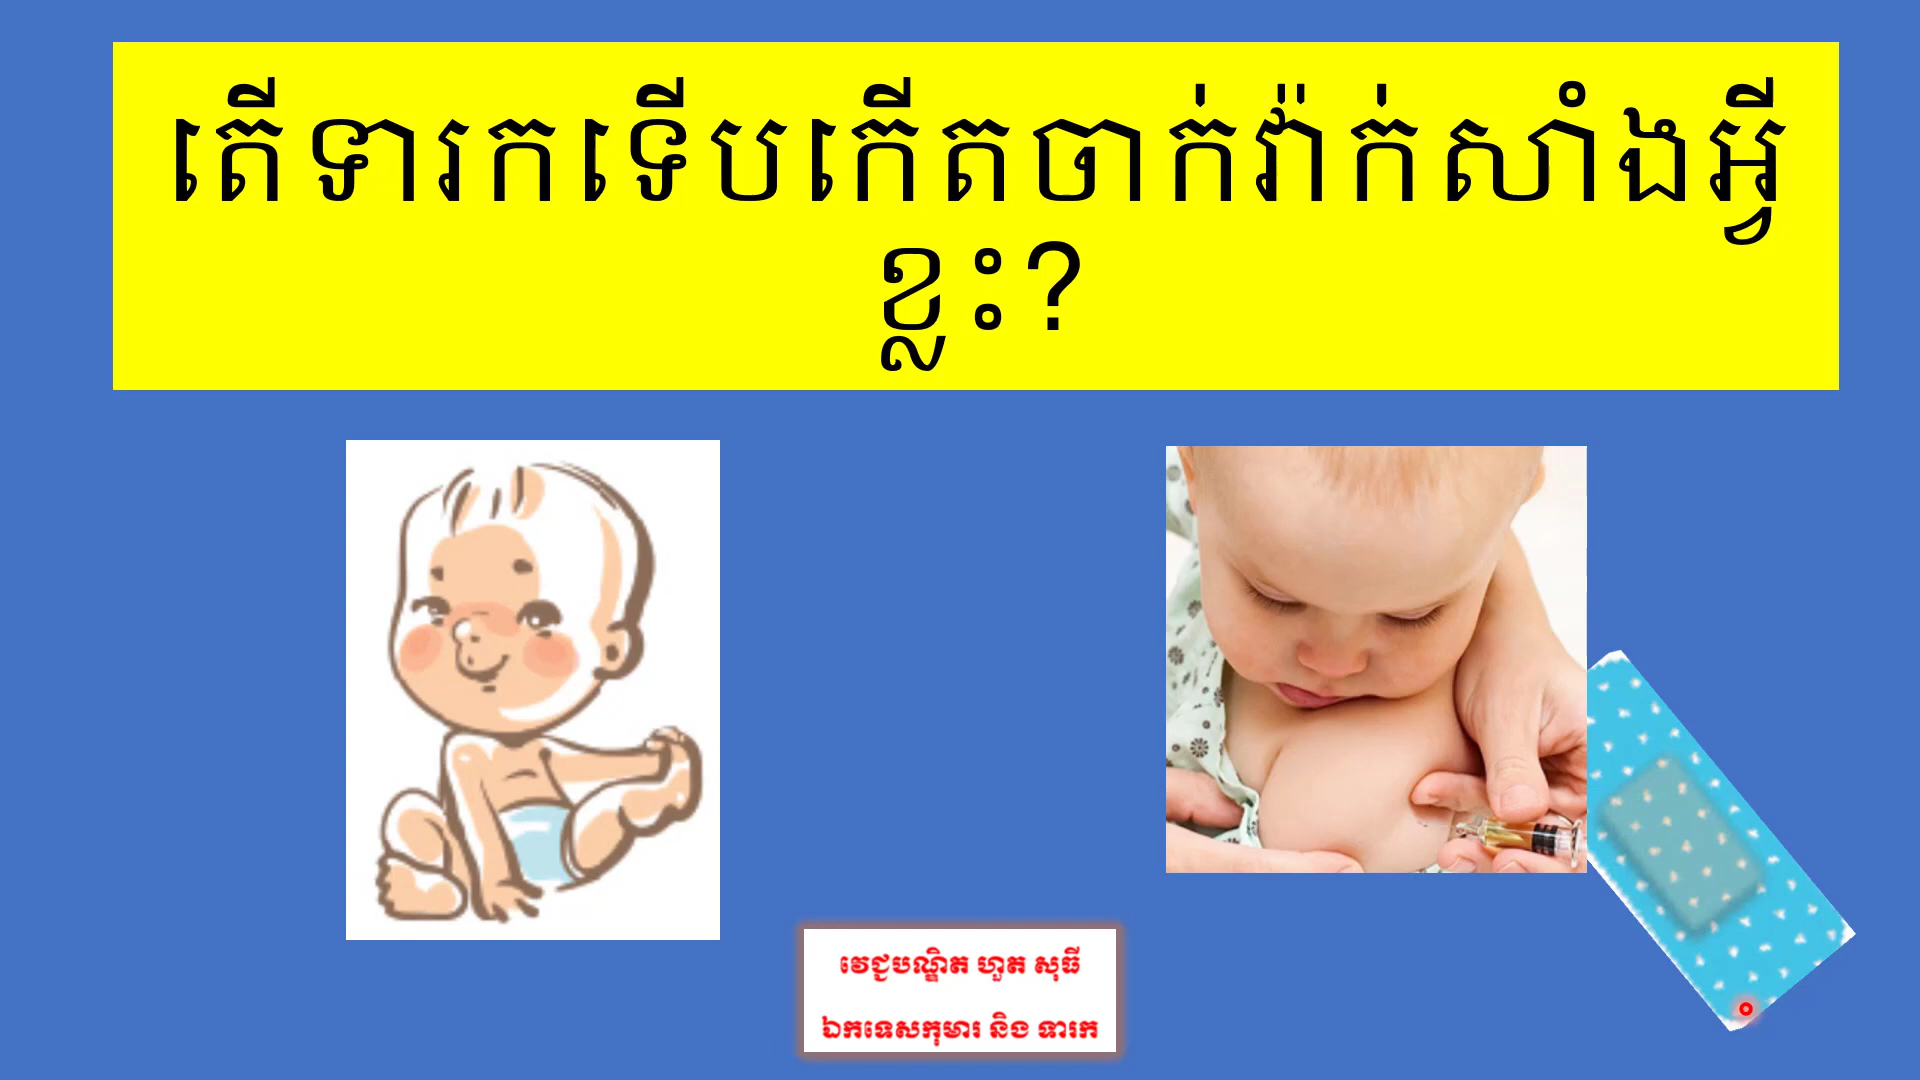 តើទារកទើបកើតចាក់វ៉ាក់សាំងអ្វី
ខ្លះ?
វេជ្ជបណ្ឌិត ហួត សុធី
ឯកទេសកុមារ និង ទារក